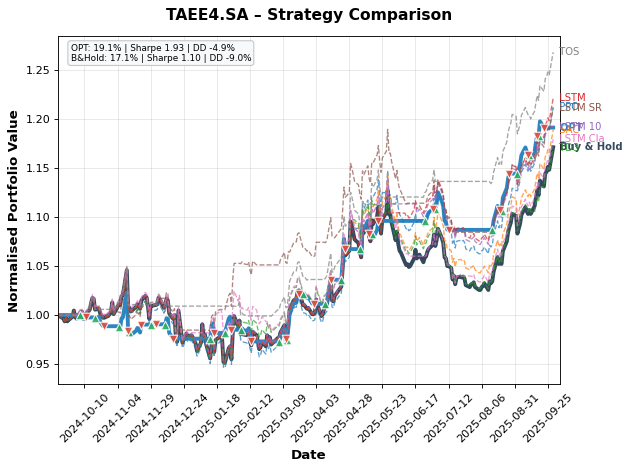 TAEE4.SA – Strategy Comparison
OPT: 19.1% | Sharpe 1.93 | DD -4.9%
B&Hold: 17.1% | Sharpe 1.10 | DD -9.0%
Normalised Portfolio Value
1.25
1.20
1.15
1.10
1.05
1.00
0.95
TOS
LSTM
LSTM SR
LSTM 10
OPT
LSTM Cla
Buy & Hold
2024-10-10
2024-11-04
2024-11-29
2024-12-24
2025-01-18
2025-02-12
2025-03-09
2025-04-03
2025-04-28
2025-05-23
2025-06-17
2025-07-12
2025-08-06
2025-08-31
2025-09-25
Date